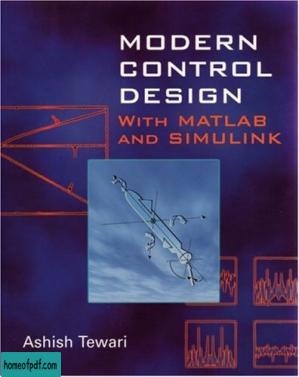 MODERN
CONTROL
DESIGN
WITH MATLAB
AND SIMULINK
Ashish Tewari
homeofpdf.com